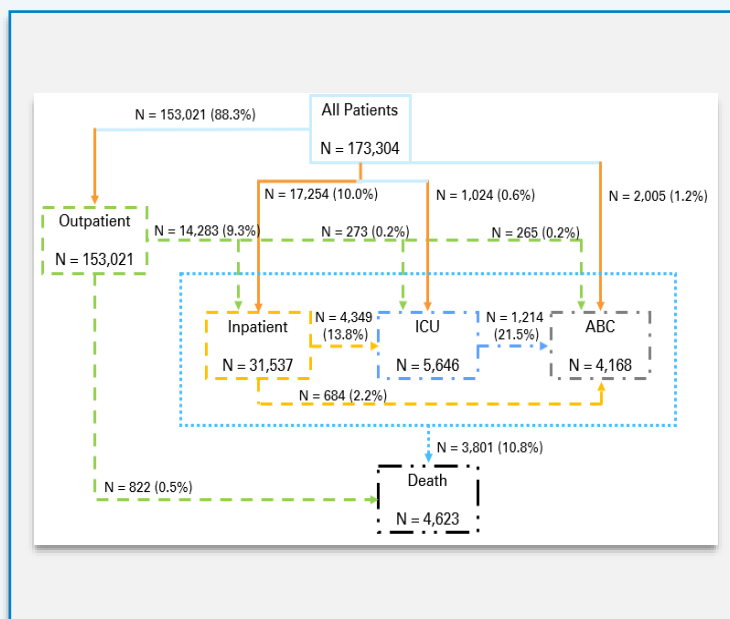 All Patients
N = 173,304
N = 153,021 (88.3%)
N = 17,254 (10.0%)
N = 1,024 (0.6%)
N = 2,005 (1.2%)
Outpatient
N = 153,021
N = 14,283 (9.3%)
N = 273 (0.2%)
N = 265 (0.2%)
Inpatient
N = 31,537
N = 4,349
(13.8%)
ICU
N = 5,646
N = 1,214
(21.5%)
ABC
N = 4,168
N = 684 (2.2%)
N = 3,801 (10.8%)
Death
N = 4,623
N = 822 (0.5%)